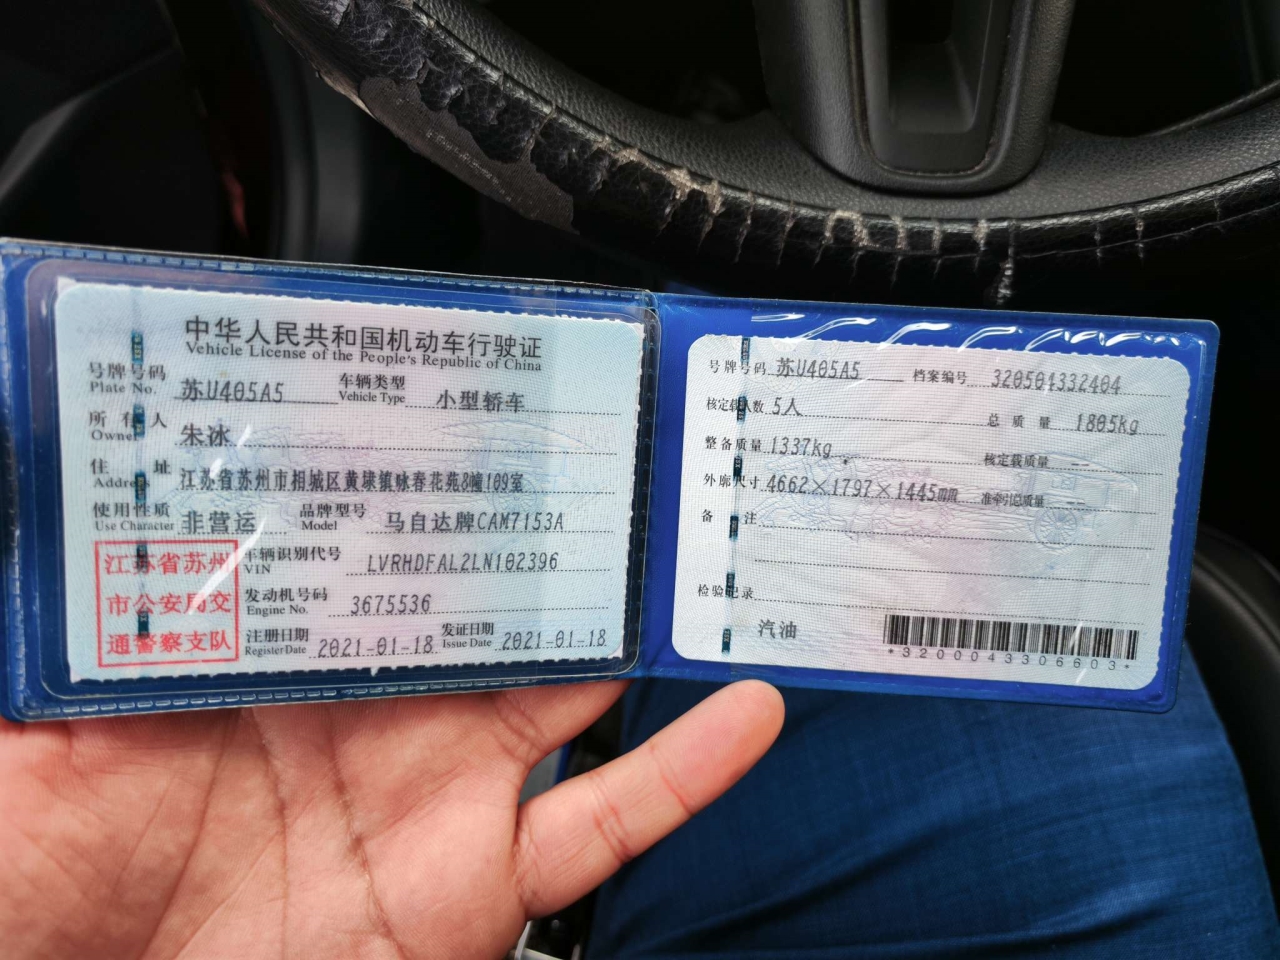 中华人民共和国机动车行驶证
Vehicle License of the People's Republic of China
号牌号码 苏U405A5 车辆类型 小型轿车
Plate No. Vehicle Type
所有人 朱冰
Owner
住址 江苏省苏州市相城区黄埭镇咏春花苑8幢109室
Address
使用性质 非营运 品牌型号 马自达牌CAM7153A
Use Character Model
江苏省苏州
市公安局交
通警察支队
车辆识别代号 LVRHDFAL2LN102396
VIN
发动机号码 3675536
Engine No.
注册日期 2021-01-18 发证日期 2021-01-18
Register Date Issue Date
号牌号码 苏U405A5 档案编号 320504332404
核定载人数 5人 总质量 1805kg
整备质量 1337kg 核定载质量 --
外廓尺寸 4662×1797×1445mm 准牵引总质量 --
备注
检验记录
汽油
*3200043306603*